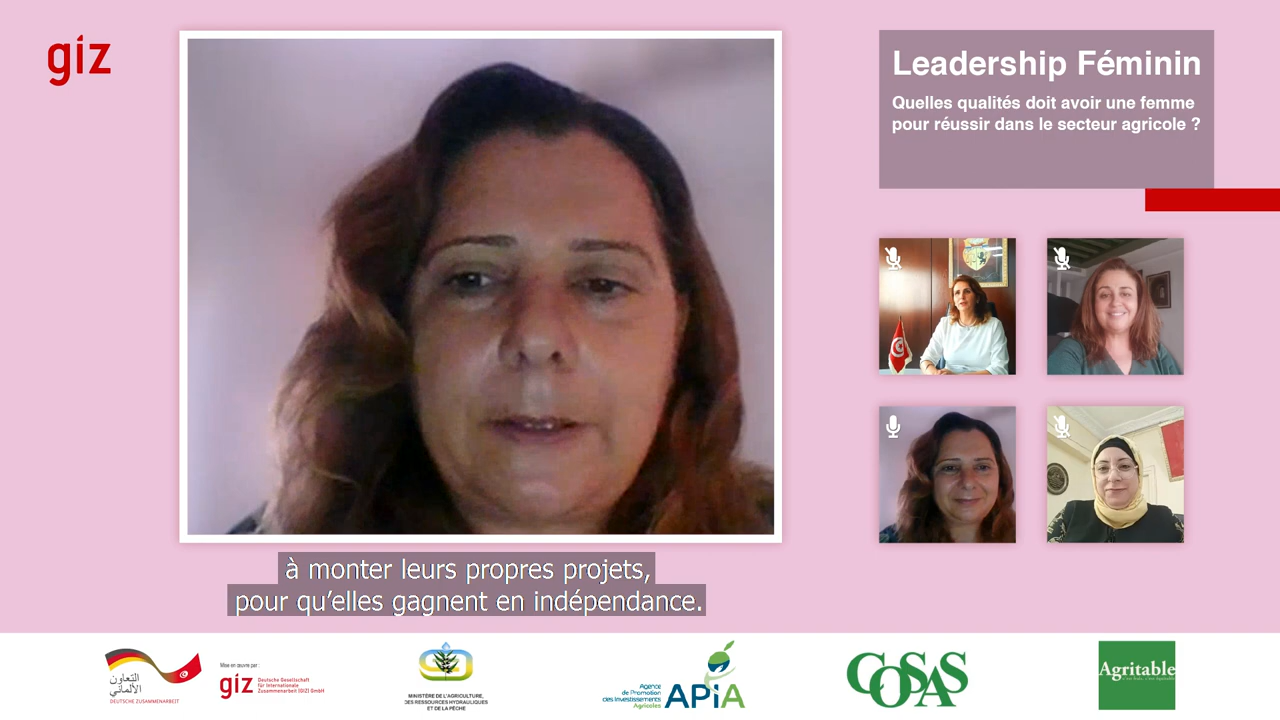 giz
Leadership Féminin
Quelles qualités doit avoir une femme
pour réussir dans le secteur agricole ?
à monter leurs propres projets,
pour qu'elles gagnent en indépendance.
التعاون
الألماني
DEUTSCHE ZUSAMMENARBEIT
Mise en œuvre par :
giz
Deutsche Gesellschaft
für Internationale
Zusammenarbeit (GIZ) GmbH
MINISTÈRE DE L'AGRICULTURE,
DES RESSOURCES HYDRAULIQUES
ET DE LA PÊCHE
Agence
de Promotion
des Investissements
Agricoles
APiA
COSAS
Agritable